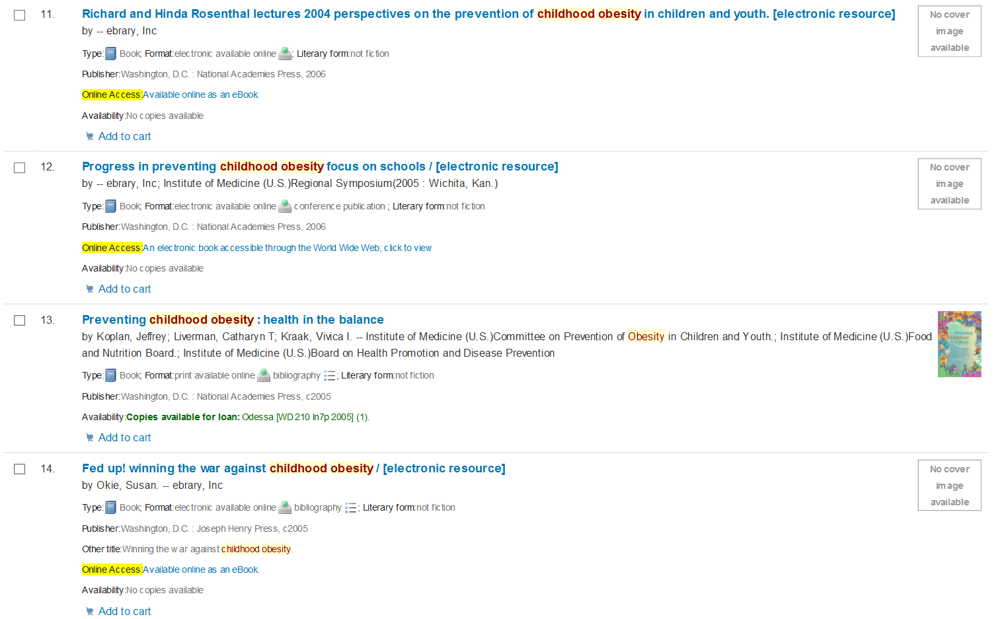 11. Richard and Hinda Rosenthal lectures 2004 perspectives on the prevention of childhood obesity in children and youth. [electronic resource]
by -- ebrary, Inc
Type: Book; Format:electronic available online ; Literary form:not fiction
Publisher:Washington, D.C. : National Academies Press, 2006
Online Access:Available online as an eBook.
Availability:No copies available
Add to cart
No cover
image
available
12. Progress in preventing childhood obesity focus on schools / [electronic resource]
by -- ebrary, Inc; Institute of Medicine (U.S.)Regional Symposium(2005 : Wichita, Kan.)
Type: Book; Format:electronic available online conference publication ; Literary form:not fiction
Publisher:Washington, D.C. : National Academies Press, 2006
Online Access:An electronic book accessible through the World Wide Web; click to view
Availability:No copies available
Add to cart
No cover
image
available
13. Preventing childhood obesity : health in the balance
by Koplan, Jeffrey; Liverman, Catharyn T; Kraak, Vivica I. -- Institute of Medicine (U.S.)Committee on Prevention of Obesity in Children and Youth.; Institute of Medicine (U.S.)Food
and Nutrition Board.; Institute of Medicine (U.S.)Board on Health Promotion and Disease Prevention
Type: Book; Format:print available online bibliography ; Literary form:not fiction
Publisher:Washington, D.C. : National Academies Press, c2005
Availability:Copies available for loan: Odessa [WD 210 In7p 2005] (1).
Add to cart
Preventing
Childhood
Obesity
14. Fed up! winning the war against childhood obesity / [electronic resource]
by Okie, Susan. -- ebrary, Inc
Type: Book; Format:electronic available online bibliography ; Literary form:not fiction
Publisher:Washington, D.C. : Joseph Henry Press, c2005
Other title:Winning the war against childhood obesity.
Online Access:Available online as an eBook.
Availability:No copies available
Add to cart
No cover
image
available